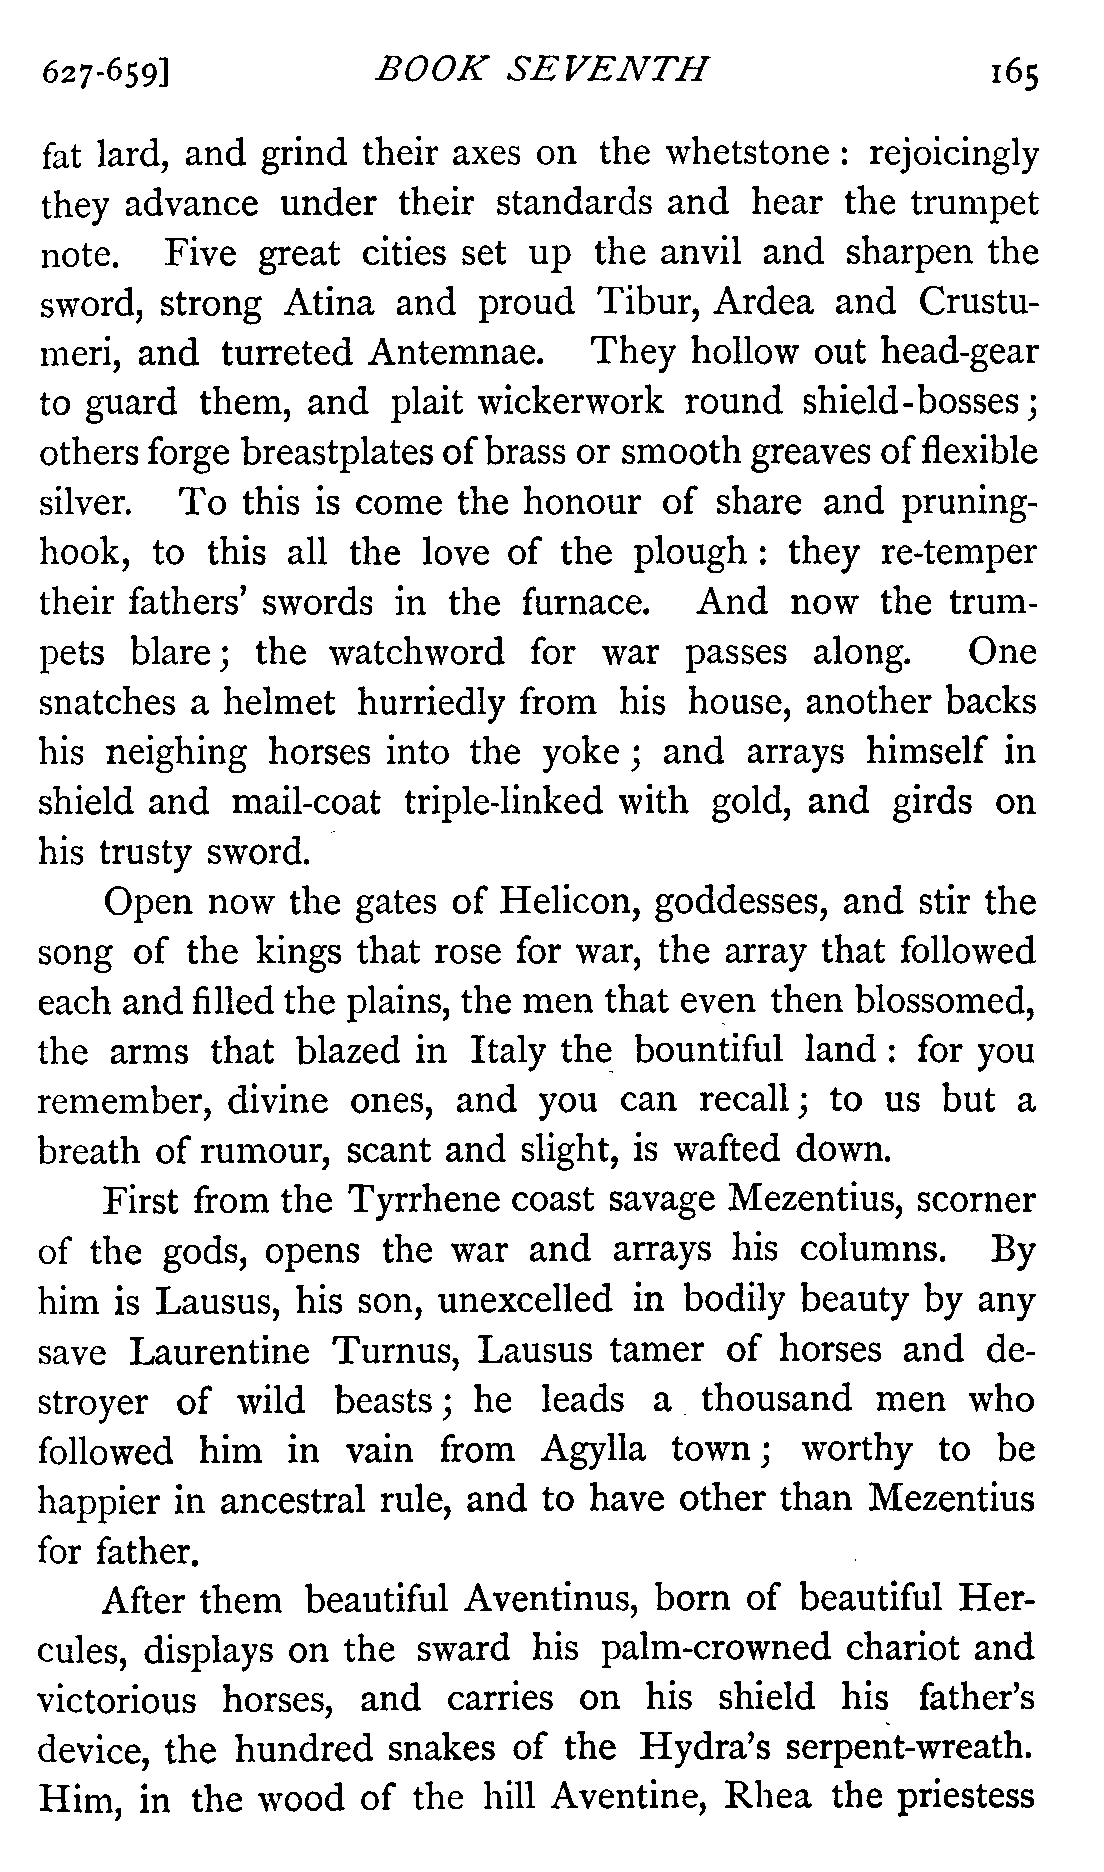 627-659] BOOK SEVENTH 165
fat lard, and grind their axes on the whetstone : rejoicingly
they advance under their standards and hear the trumpet
note. Five great cities set up the anvil and sharpen the
sword, strong Atina and proud Tibur, Ardea and Crustu-
meri, and turreted Antemnae. They hollow out head-gear
to guard them, and plait wickerwork round shield-bosses ;
others forge breastplates of brass or smooth greaves of flexible
silver. To this is come the honour of share and pruning-
hook, to this all the love of the plough : they re-temper
their fathers' swords in the furnace. And now the trum-
pets blare ; the watchword for war passes along. One
snatches a helmet hurriedly from his house, another backs
his neighing horses into the yoke ; and arrays himself in
shield and mail-coat triple-linked with gold, and girds on
his trusty sword.
Open now the gates of Helicon, goddesses, and stir the
song of the kings that rose for war, the array that followed
each and filled the plains, the men that even then blossomed,
the arms that blazed in Italy the bountiful land : for you
remember, divine ones, and you can recall ; to us but a
breath of rumour, scant and slight, is wafted down.
First from the Tyrrhene coast savage Mezentius, scorner
of the gods, opens the war and arrays his columns. By
him is Lausus, his son, unexcelled in bodily beauty by any
save Laurentine Turnus, Lausus tamer of horses and de-
stroyer of wild beasts ; he leads a thousand men who
followed him in vain from Agylla town ; worthy to be
happier in ancestral rule, and to have other than Mezentius
for father.
After them beautiful Aventinus, born of beautiful Her-
cules, displays on the sward his palm-crowned chariot and
victorious horses, and carries on his shield his father's
device, the hundred snakes of the Hydra's serpent-wreath.
Him, in the wood of the hill Aventine, Rhea the priestess